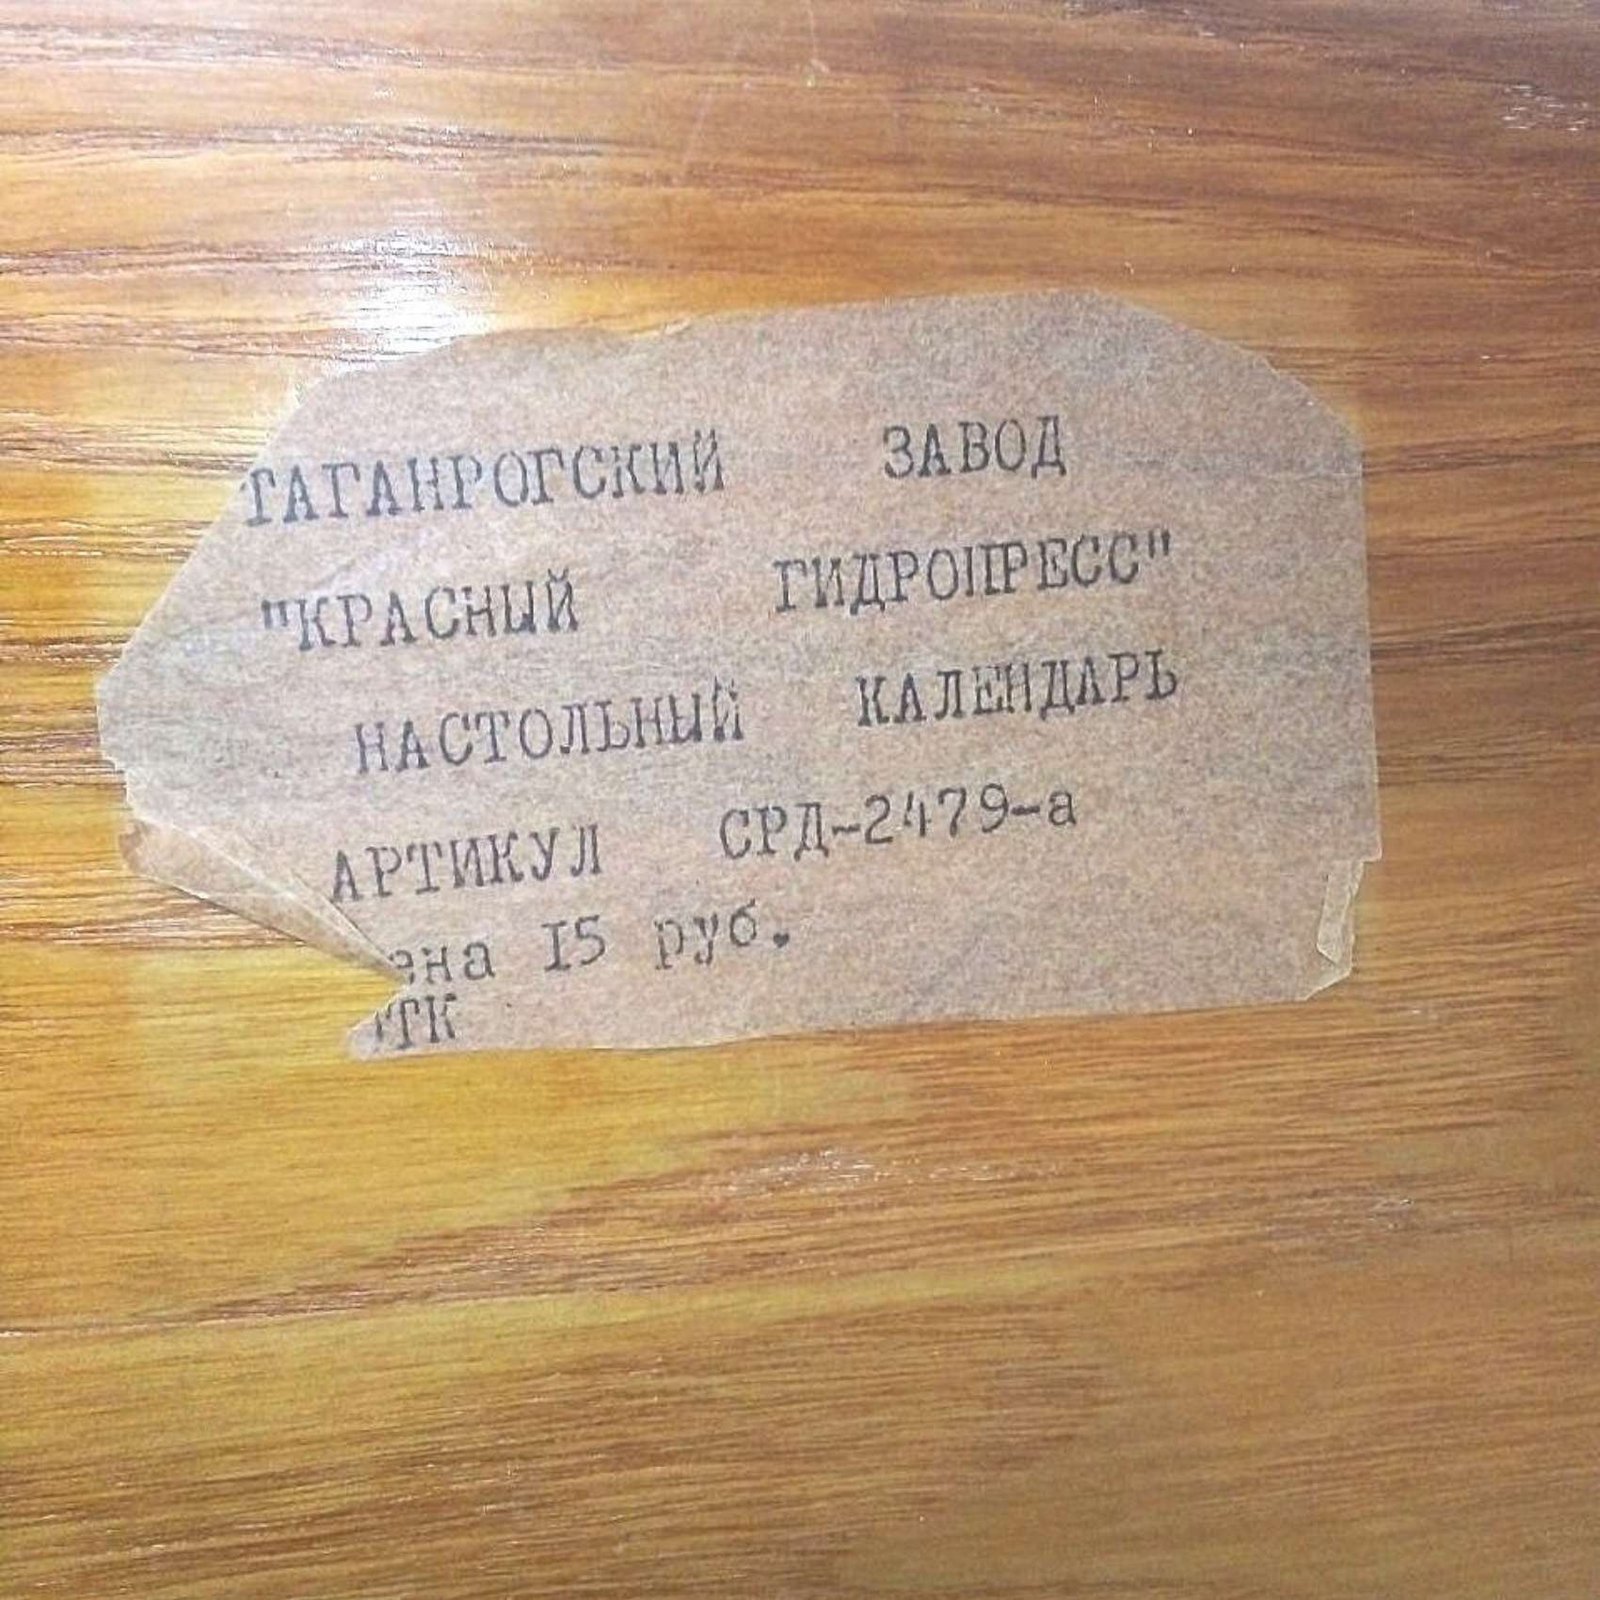 ТАГАНРОГСКИЙ ЗАВОД
"КРАСНЫЙ ГИДРОПРЕСС"
НАСТОЛЬНЫЙ КАЛЕНДАРЬ
АРТИКУЛ СРД-2479-а
ена 15 руб.
ТК